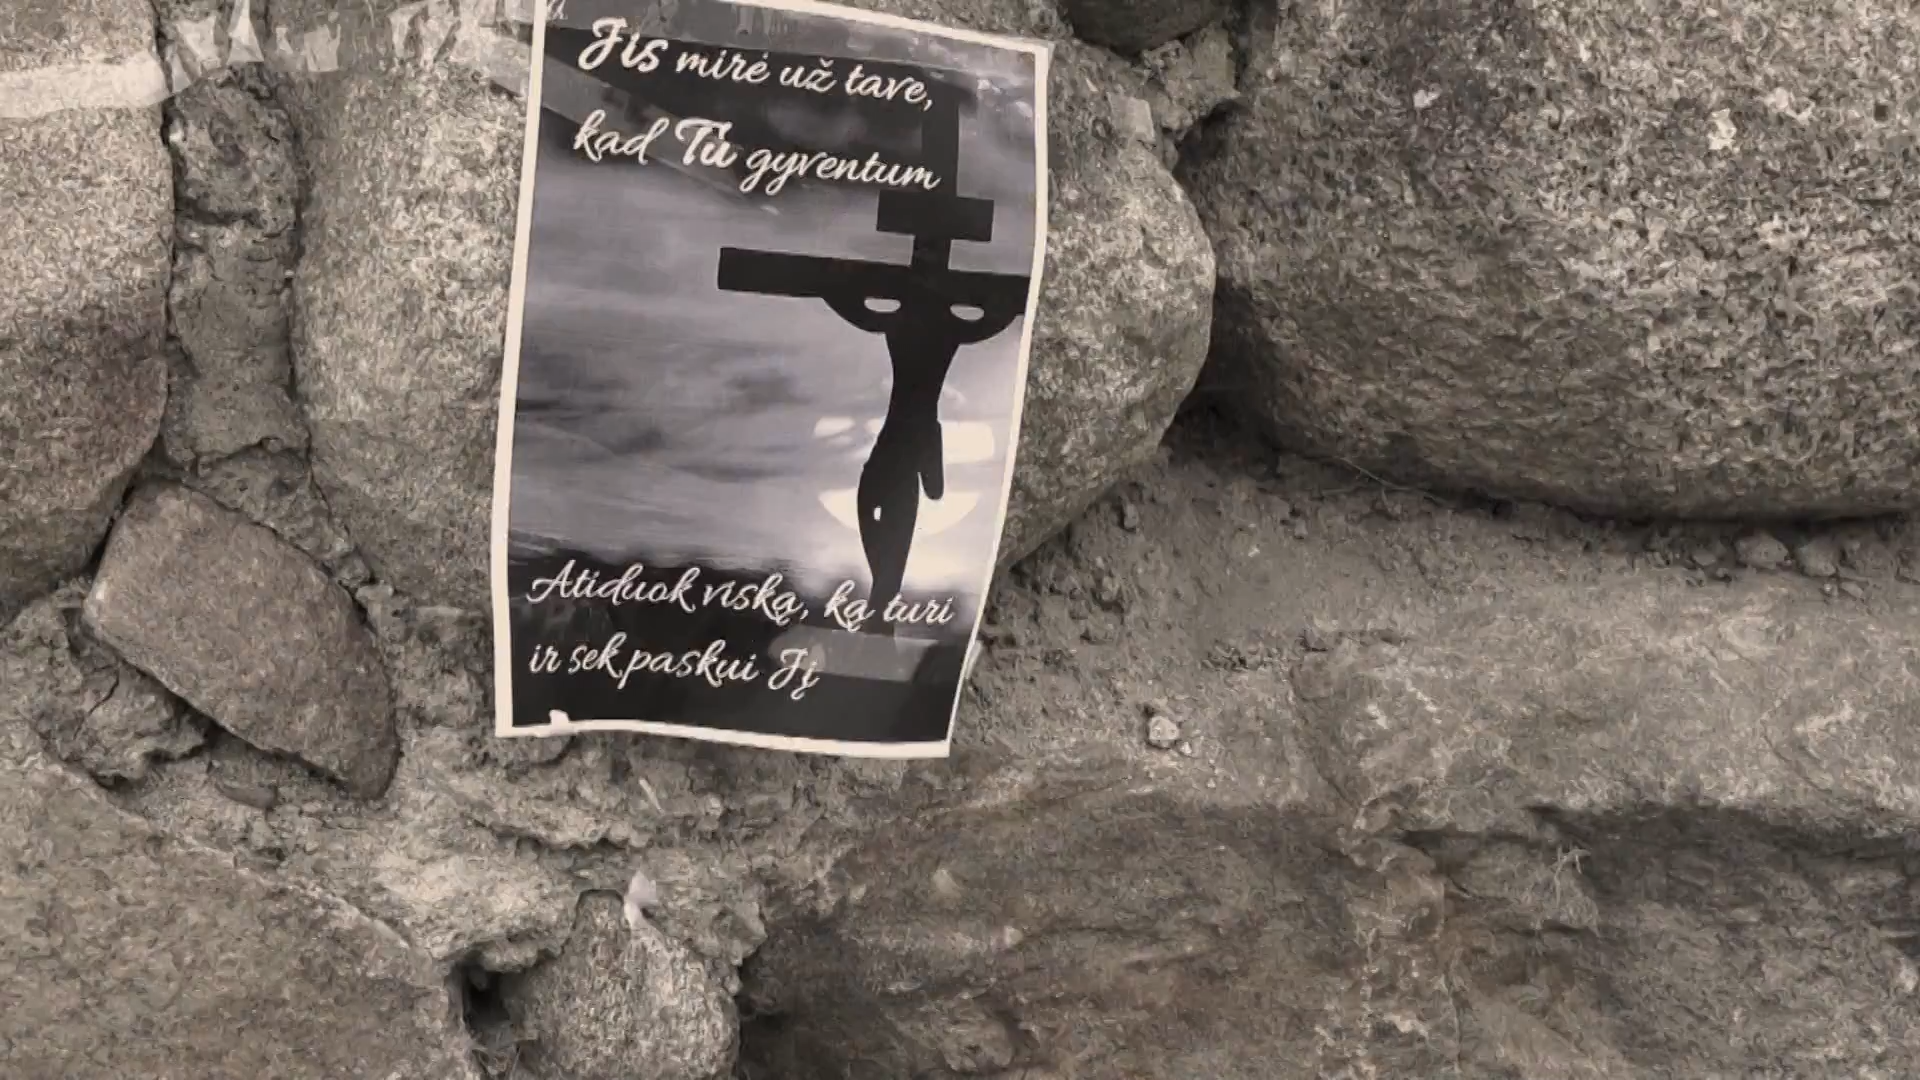 Jis mirė už tave,
kad Tu gyventum
Atiduok viską, ką turi
ir sek paskui Jį